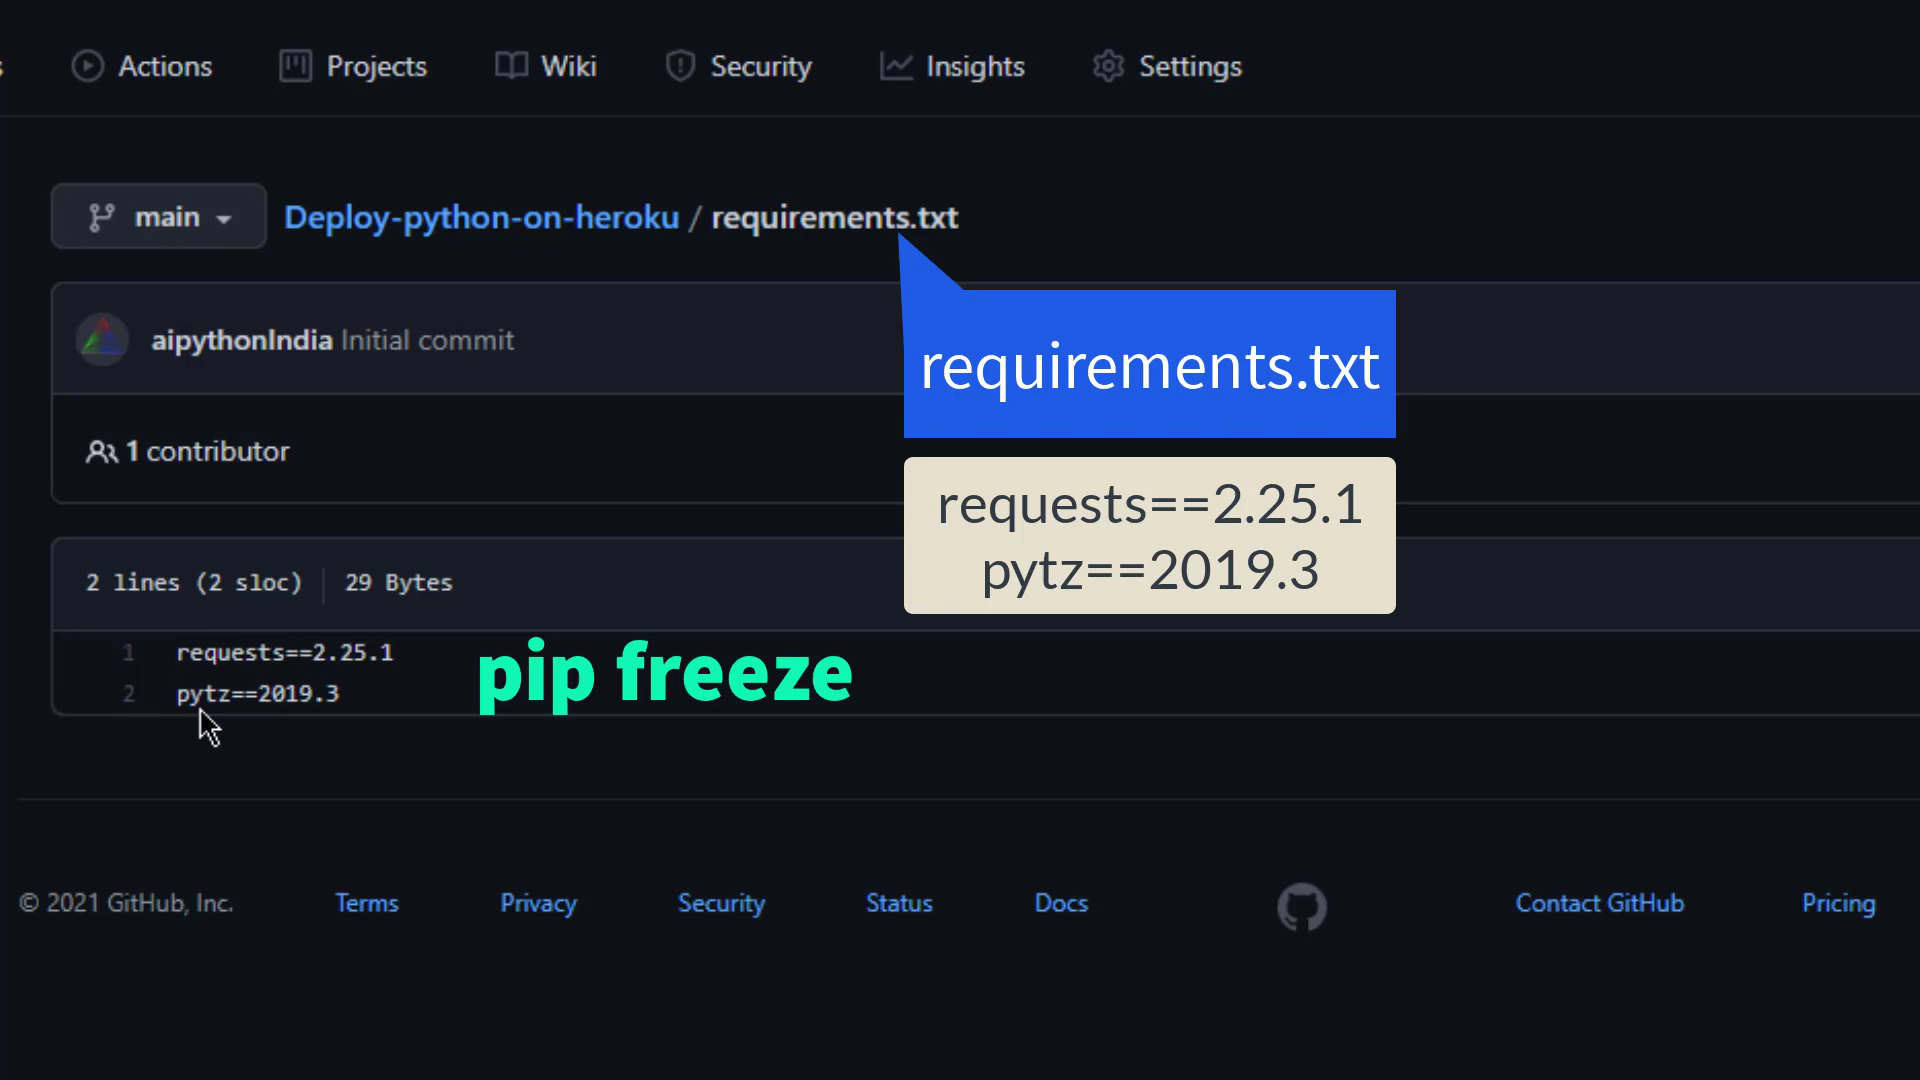 Actions Projects Wiki Security Insights Settings
main Deploy-python-on-heroku / requirements.txt
aipythonIndia Initial commit
requirements.txt
1 contributor
requests==2.25.1
pytz==2019.3
2 lines (2 sloc) 29 Bytes
1 requests==2.25.1
2 pytz==2019.3
pip freeze
© 2021 GitHub, Inc. Terms Privacy Security Status Docs Contact GitHub Pricing